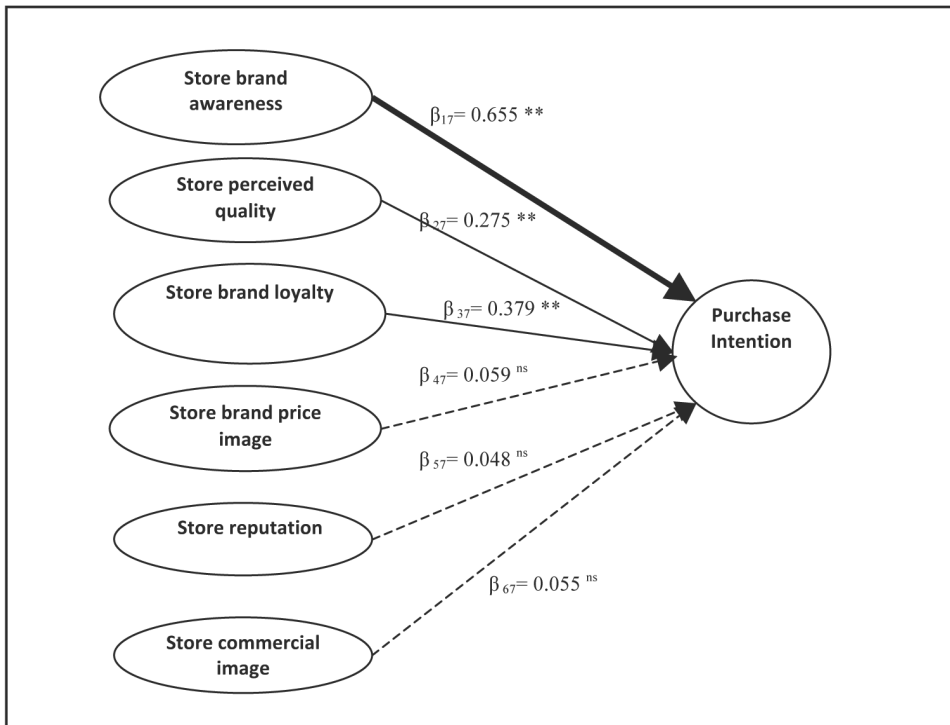 Store brand
awareness
β17= 0.655 **
Store perceived
quality
β27= 0.275 **
Store brand loyalty
β37= 0.379 **
Purchase
Intention
β47= 0.059 ns
Store brand price
image
β57= 0.048 ns
Store reputation
β67= 0.055 ns
Store commercial
image